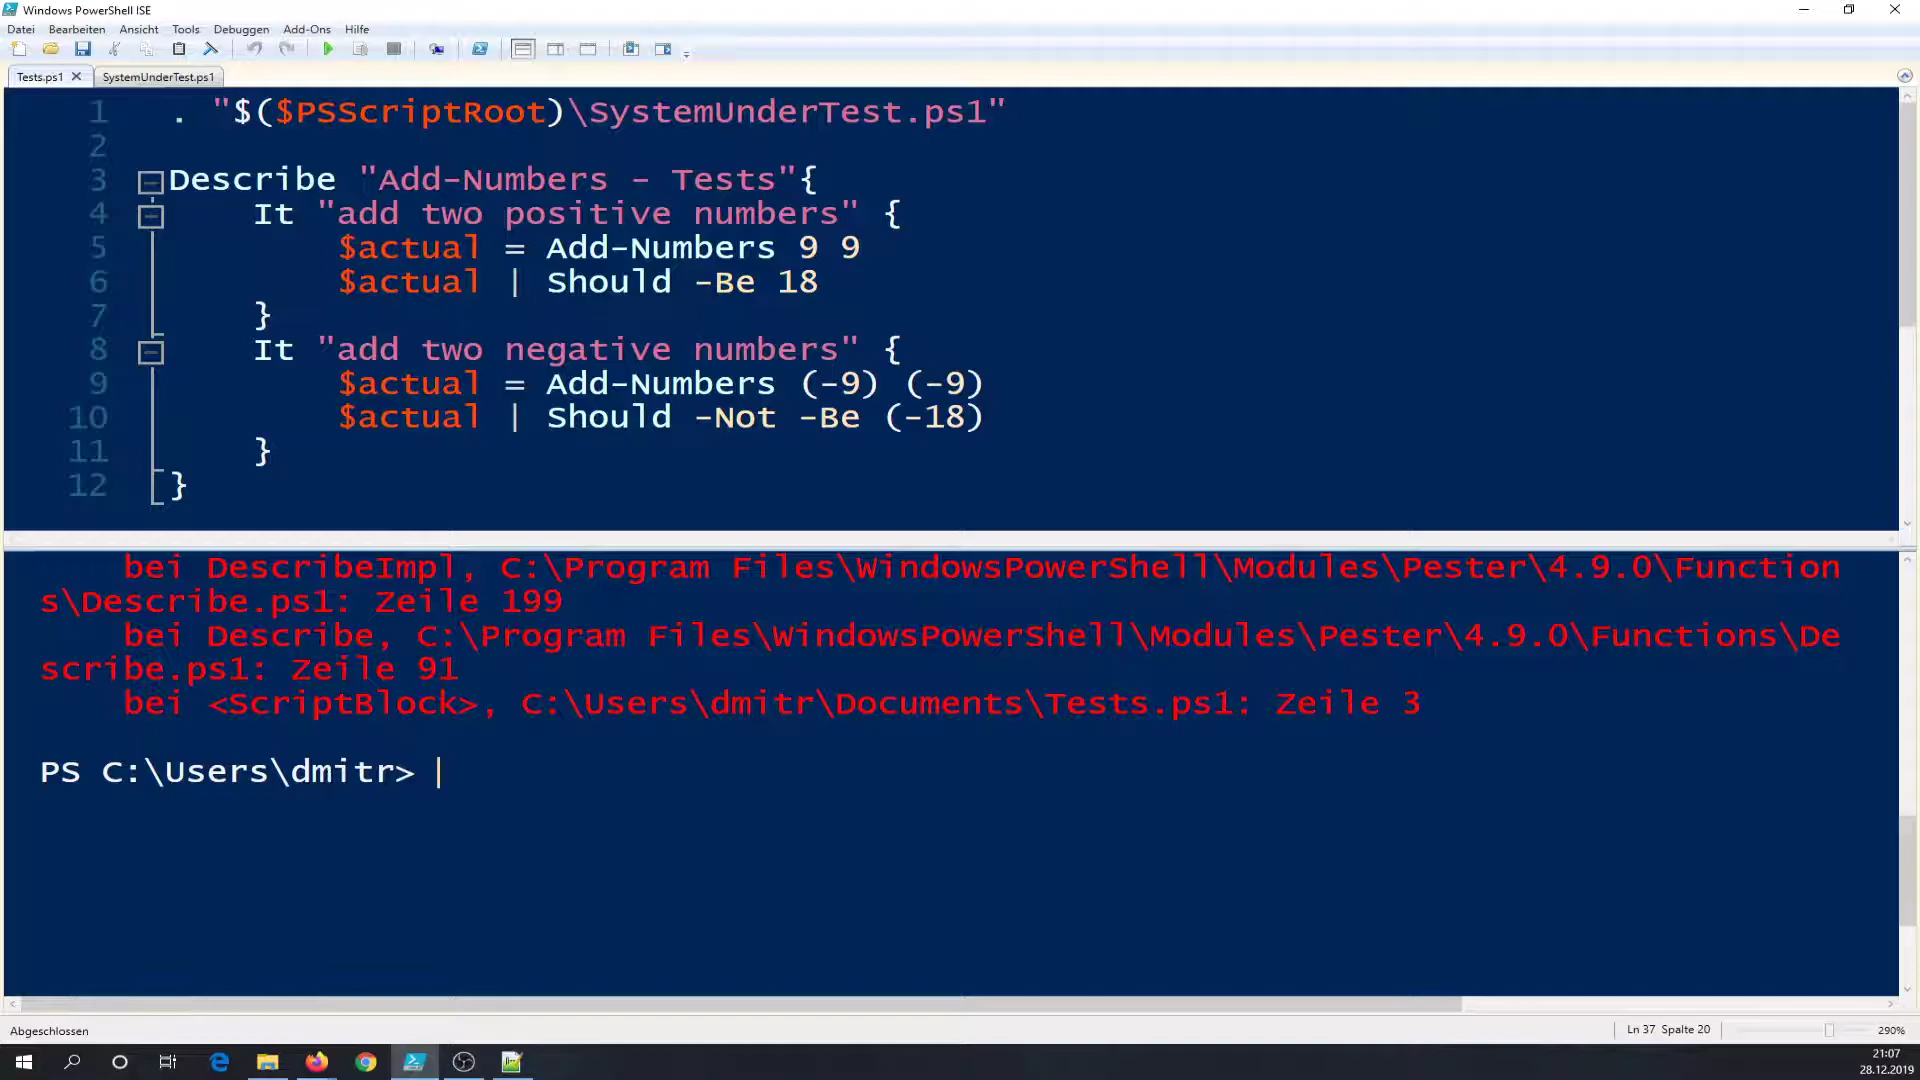 Windows PowerShell ISE
Datei Bearbeiten Ansicht Tools Debuggen Add-Ons Hilfe
Tests.ps1 SystemUnderTest.ps1
1 . "$($PSScriptRoot)\SystemUnderTest.ps1"
2
3 Describe "Add-Numbers - Tests"{
4 It "add two positive numbers" {
5 $actual = Add-Numbers 9 9
6 $actual | Should -Be 18
7 }
8 It "add two negative numbers" {
9 $actual = Add-Numbers (-9) (-9)
10 $actual | Should -Not -Be (-18)
11 }
12 }
bei DescribeImpl, C:\Program Files\WindowsPowerShell\Modules\Pester\4.9.0\Function
s\Describe.ps1: Zeile 199
bei Describe, C:\Program Files\WindowsPowerShell\Modules\Pester\4.9.0\Functions\De
scribe.ps1: Zeile 91
bei <ScriptBlock>, C:\Users\dmitr\Documents\Tests.ps1: Zeile 3
PS C:\Users\dmitr>
Abgeschlossen Ln 37 Spalte 20 290%
21:07
28.12.2019